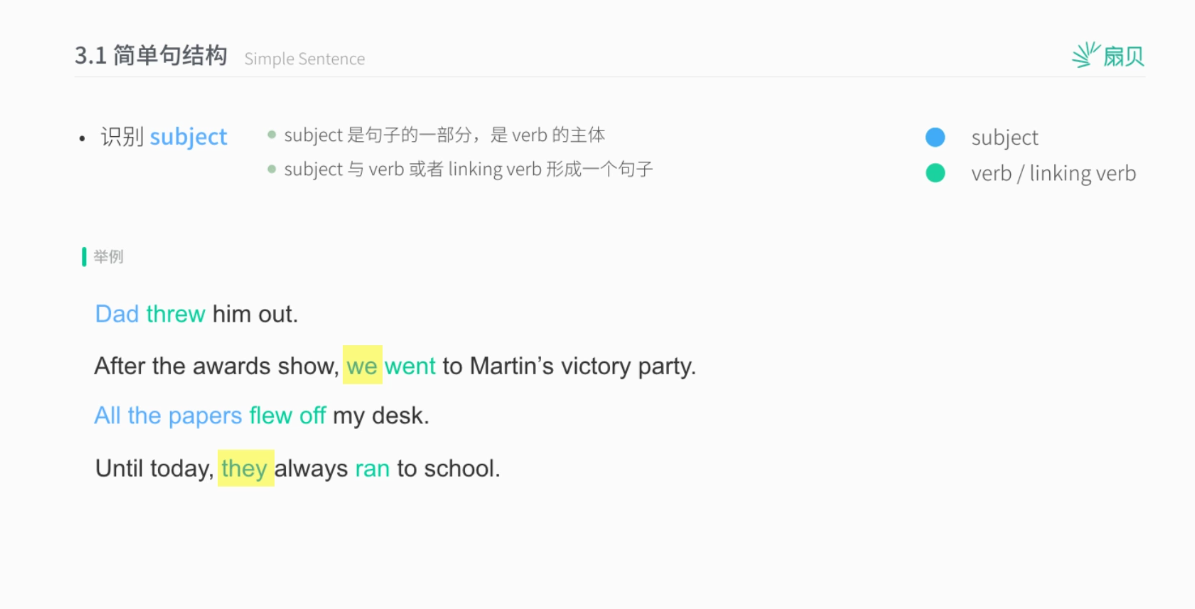 3.1 简单句结构 Simple Sentence
扇贝
• 识别 subject
subject 是句子的一部分，是 verb 的主体
subject 与 verb 或者 linking verb 形成一个句子
subject
verb / linking verb
举例
Dad threw him out.
After the awards show, we went to Martin’s victory party.
All the papers flew off my desk.
Until today, they always ran to school.